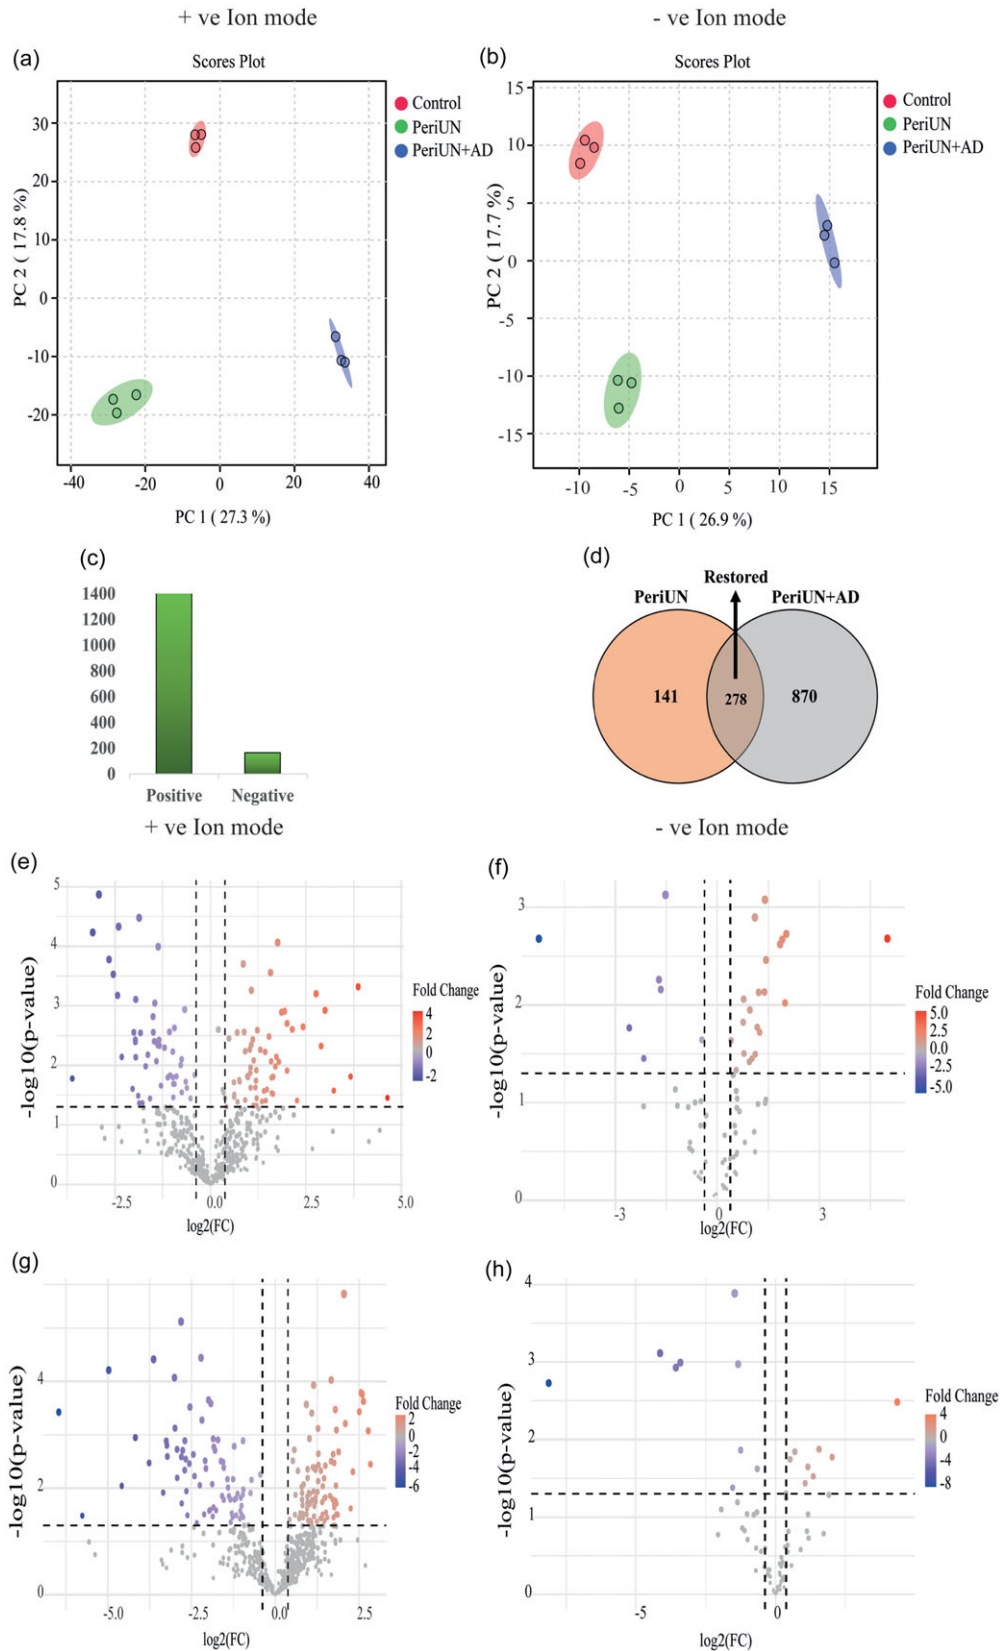 + ve Ion mode
- ve Ion mode
(a)
Scores Plot
30
20
10
0
-10
-20
PC 2 ( 17.8 %)
-40
-20
0
20
40
PC 1 ( 27.3 %)
Control
PeriUN
PeriUN+AD
(b)
Scores Plot
15
10
5
0
-5
-10
-15
PC 2 ( 17.7 %)
-10
-5
0
5
10
15
PC 1 ( 26.9 %)
Control
PeriUN
PeriUN+AD
(c)
1400
1200
1000
800
600
400
200
0
Positive
Negative
(d)
Restored
PeriUN
PeriUN+AD
141
278
870
+ ve Ion mode
- ve Ion mode
(e)
5
4
3
2
1
0
-log10(p-value)
-2.5
0.0
2.5
5.0
log2(FC)
Fold Change
4
2
0
-2
(f)
3
2
1
0
-log10(p-value)
-3
0
3
log2(FC)
Fold Change
5.0
2.5
0.0
-2.5
-5.0
(g)
4
2
0
-log10(p-value)
-5.0
-2.5
0.0
2.5
log2(FC)
Fold Change
2
0
-2
-4
-6
(h)
4
3
2
1
0
-log10(p-value)
-5
0
log2(FC)
Fold Change
4
0
-4
-8